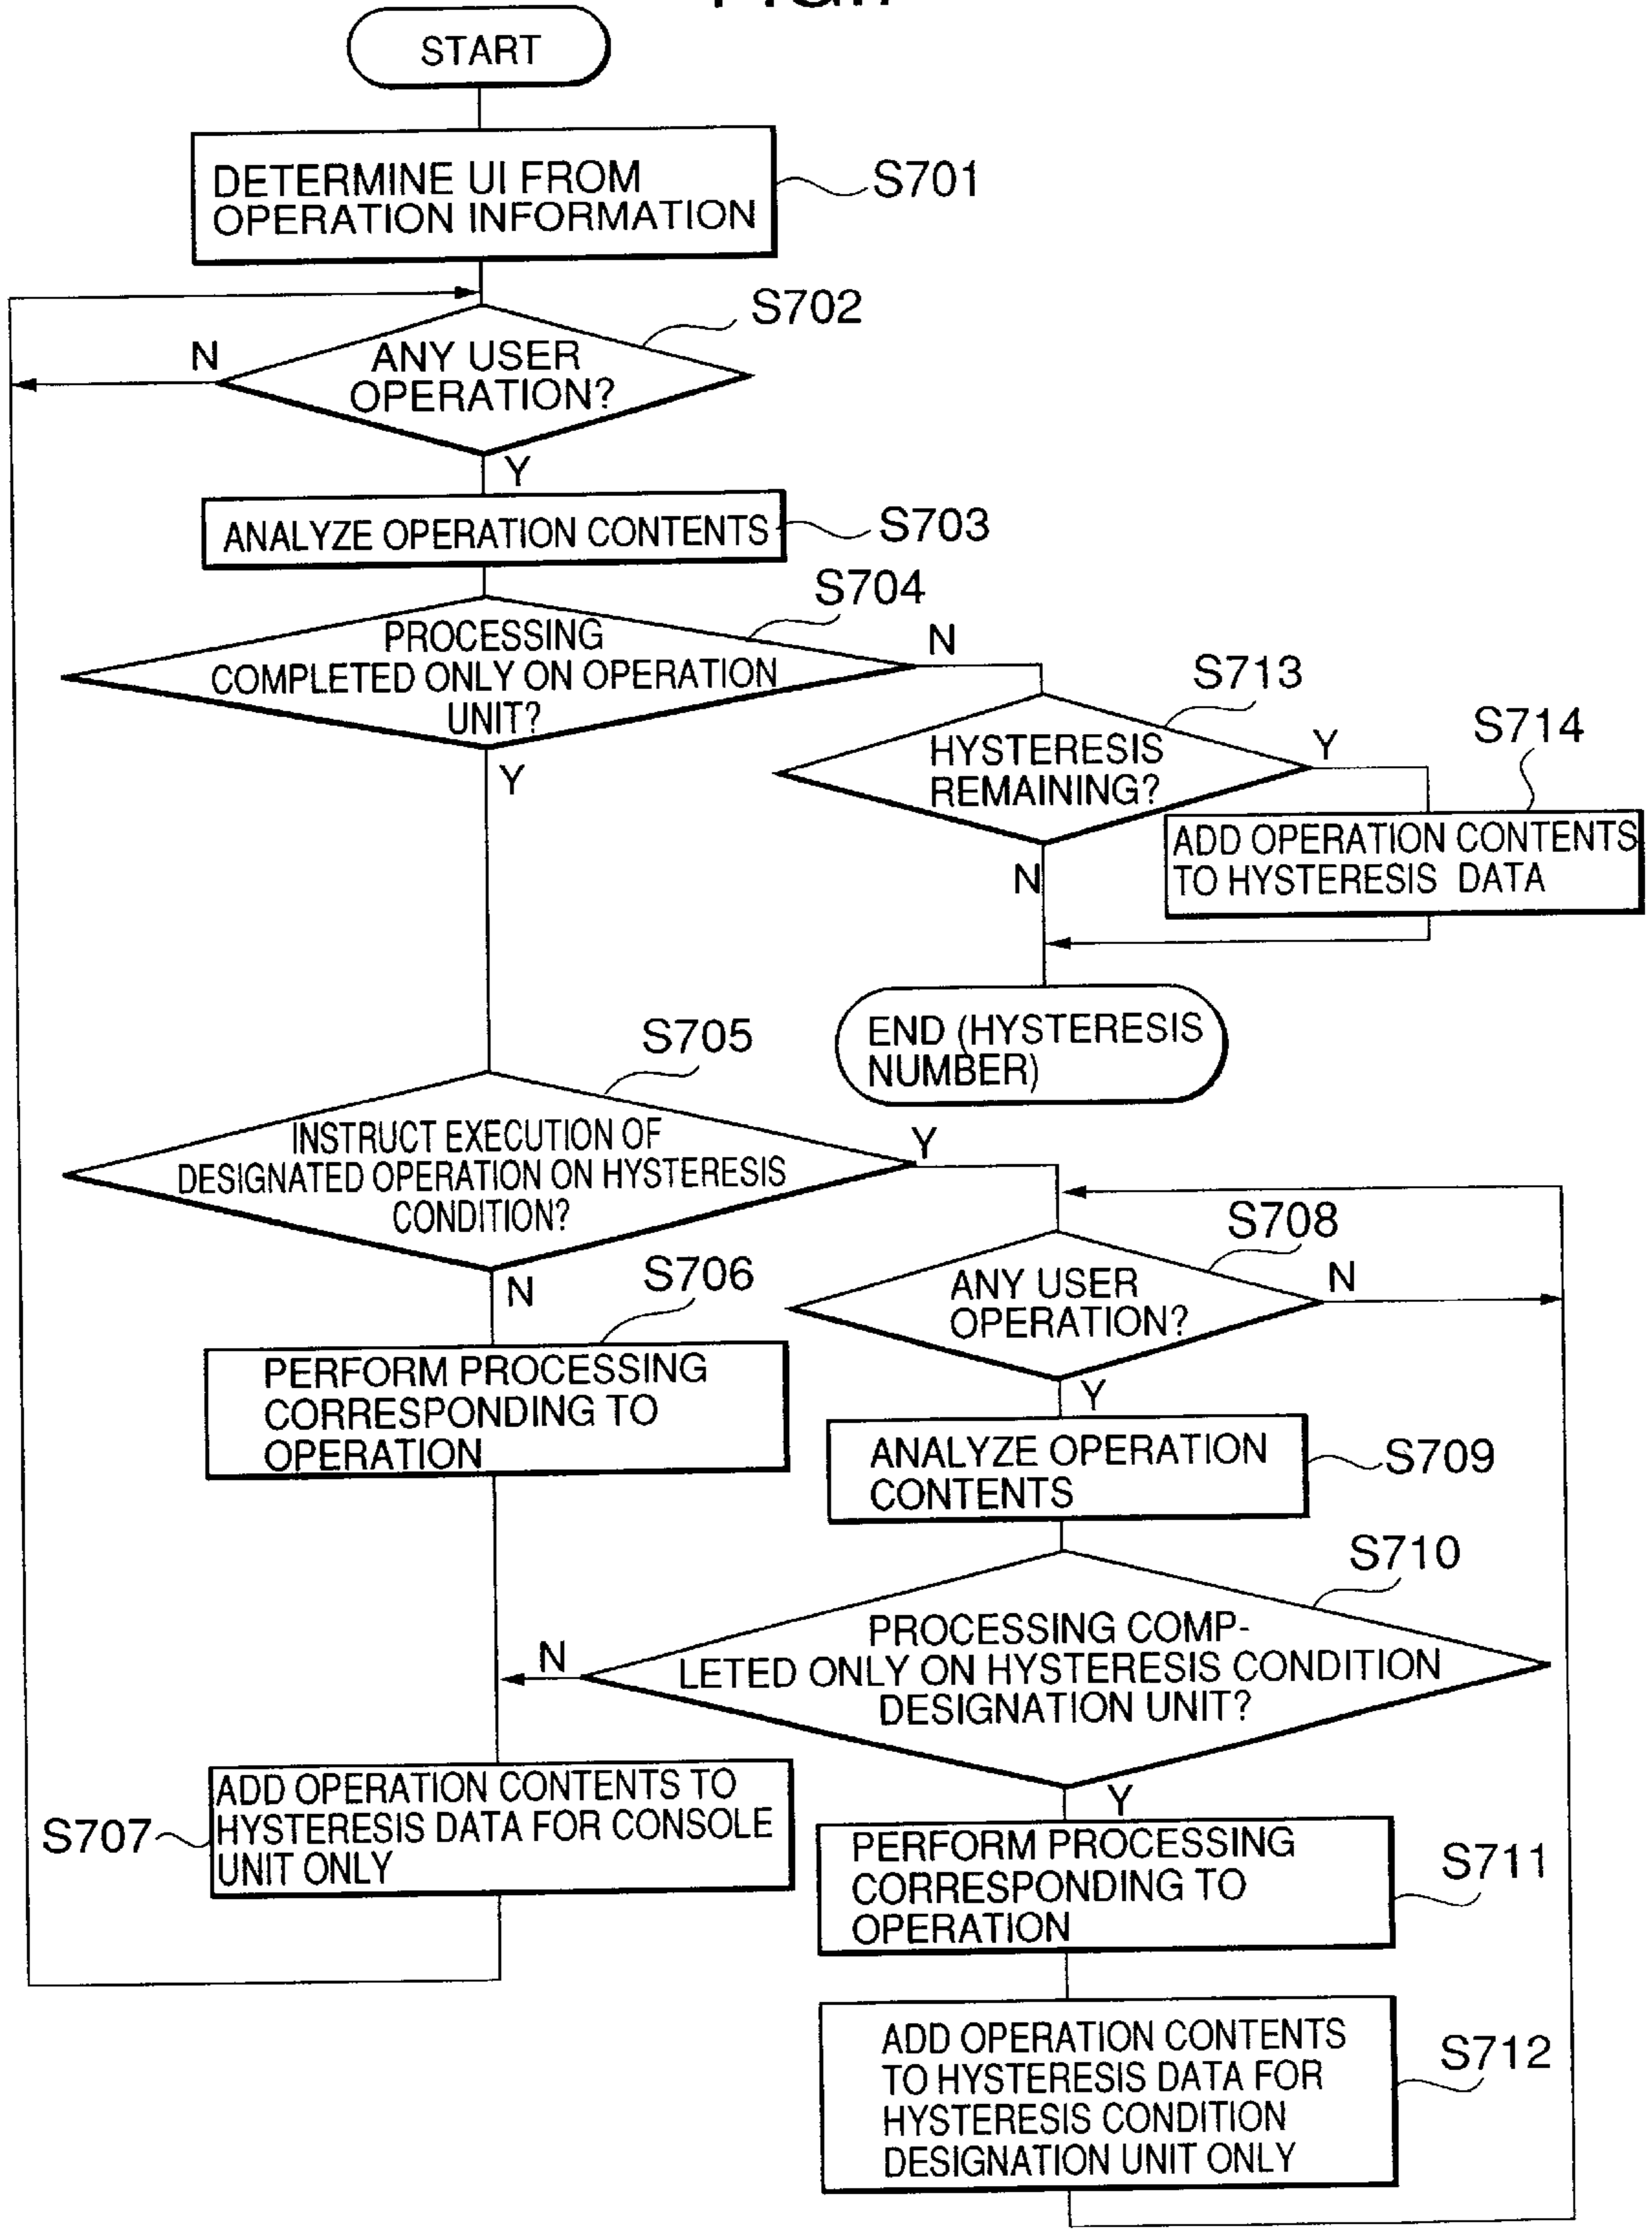 START
DETERMINE UI FROM
OPERATION INFORMATION
S701
S702
N
ANY USER
OPERATION?
Y
ANALYZE OPERATION CONTENTS
S703
S704
PROCESSING
COMPLETED ONLY ON OPERATION
UNIT?
N
Y
S713
HYSTERESIS
REMAINING?
Y
N
S714
ADD OPERATION CONTENTS
TO HYSTERESIS DATA
END (HYSTERESIS
NUMBER)
S705
INSTRUCT EXECUTION OF
DESIGNATED OPERATION ON HYSTERESIS
CONDITION?
Y
N
S706
PERFORM PROCESSING
CORRESPONDING TO
OPERATION
S708
ANY USER
OPERATION?
N
Y
ANALYZE OPERATION
CONTENTS
S709
S710
PROCESSING COMP-
LETED ONLY ON HYSTERESIS CONDITION
DESIGNATION UNIT?
N
Y
S707
ADD OPERATION CONTENTS TO
HYSTERESIS DATA FOR CONSOLE
UNIT ONLY
PERFORM PROCESSING
CORRESPONDING TO
OPERATION
S711
ADD OPERATION CONTENTS
TO HYSTERESIS DATA FOR
HYSTERESIS CONDITION
DESIGNATION UNIT ONLY
S712